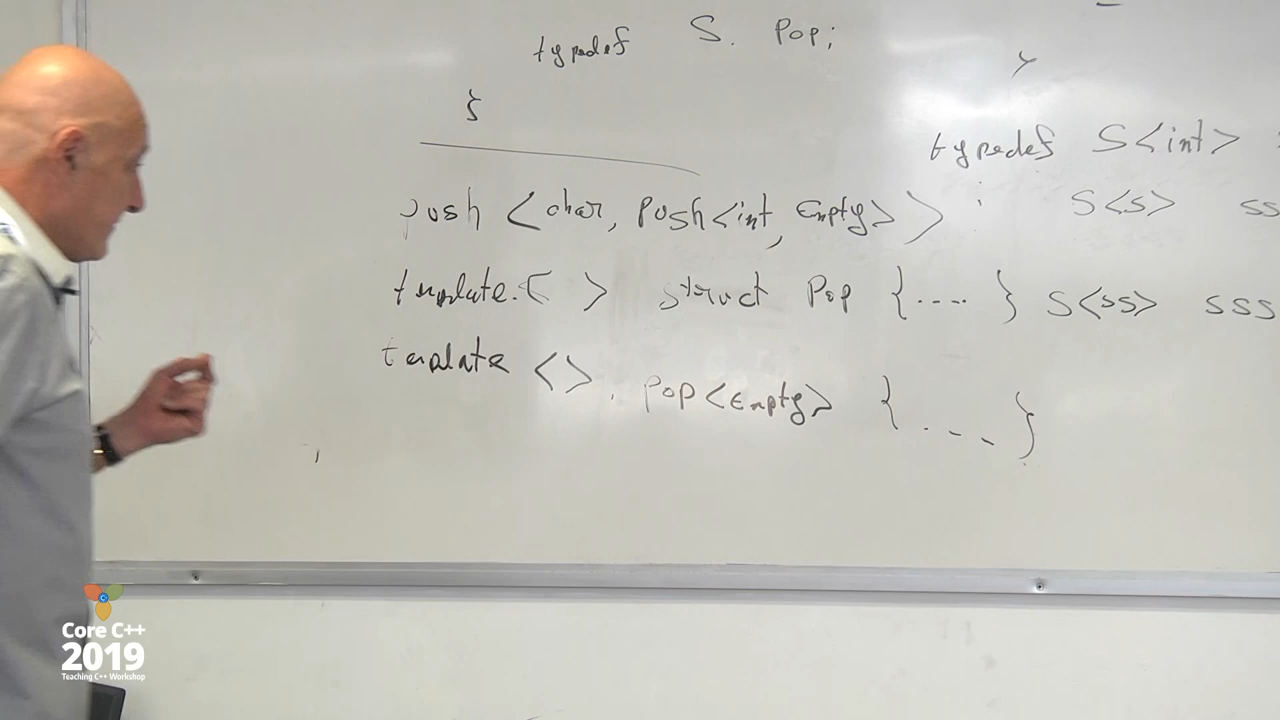 typedef S. Pop;
}
push <char, Push<int, Empty>>
template < > struct Pop {.... }
template <> . Pop<Empty> { ... }
typedef S<int>
S<s> ss
S<ss> sss
Core C++
2019
Teaching C++ Workshop